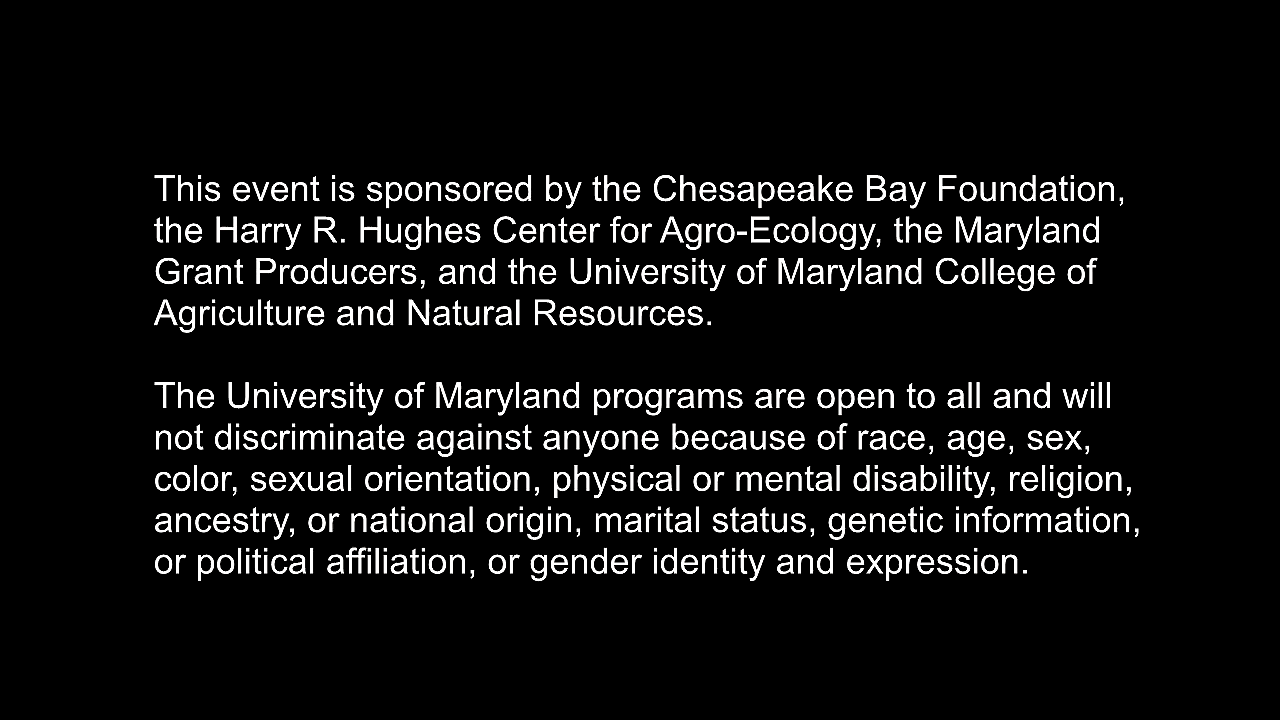 This event is sponsored by the Chesapeake Bay Foundation,
the Harry R. Hughes Center for Agro-Ecology, the Maryland
Grant Producers, and the University of Maryland College of
Agriculture and Natural Resources.
The University of Maryland programs are open to all and will
not discriminate against anyone because of race, age, sex,
color, sexual orientation, physical or mental disability, religion,
ancestry, or national origin, marital status, genetic information,
or political affiliation, or gender identity and expression.